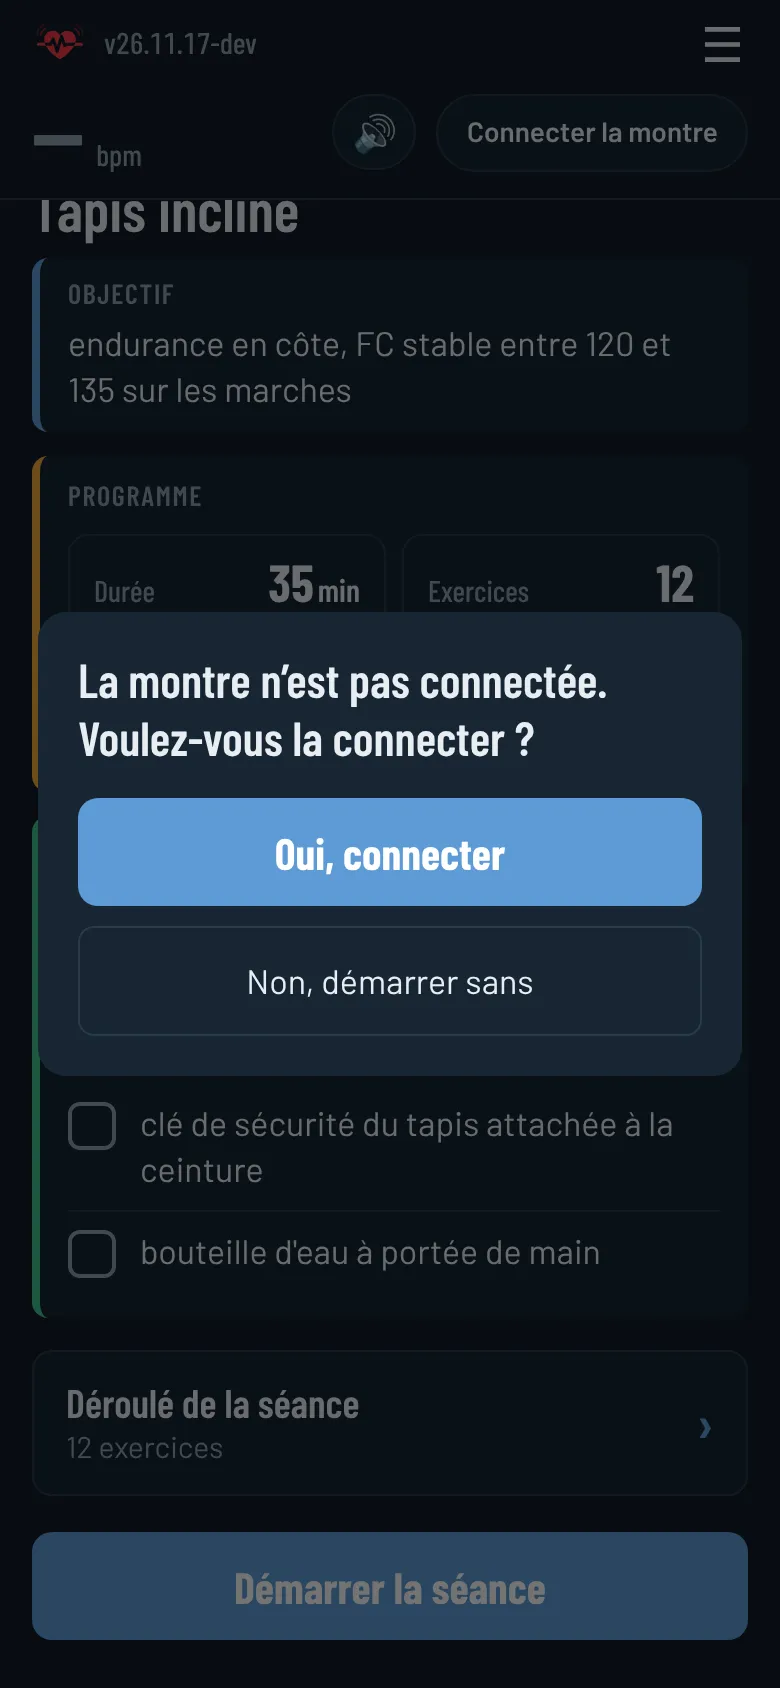 v26.11.17-dev
bpm
Connecter la montre
Tapis incliné
OBJECTIF
endurance en côte, FC stable entre 120 et
135 sur les marches
PROGRAMME
Durée 35 min
Exercices 12
La montre n’est pas connectée.
Voulez-vous la connecter ?
Oui, connecter
Non, démarrer sans
clé de sécurité du tapis attachée à la
ceinture
bouteille d'eau à portée de main
Déroulé de la séance
12 exercices
Démarrer la séance